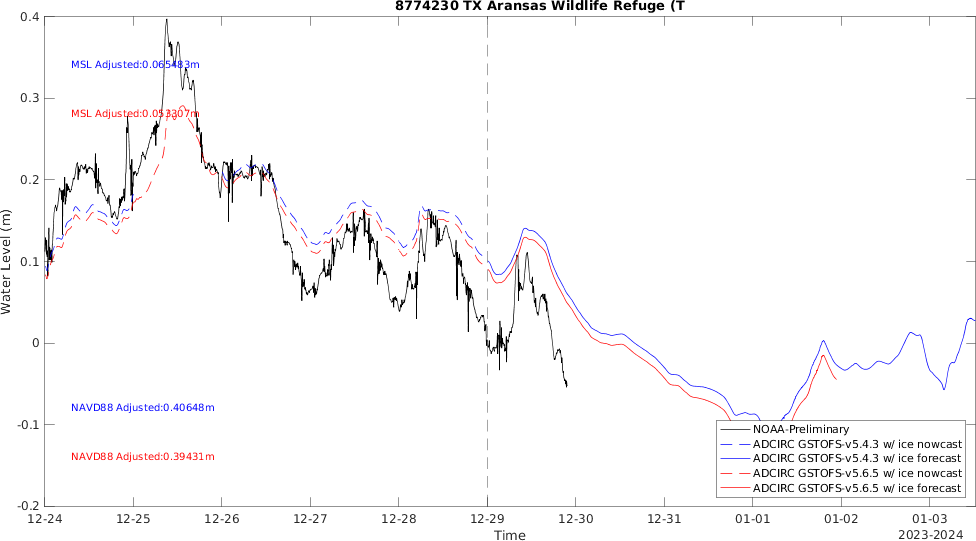 8774230 TX Aransas Wildlife Refuge (T
Water Level (m)
0.4
0.3
0.2
0.1
0
-0.1
-0.2
MSL Adjusted:0.065483m
MSL Adjusted:0.053307m
NAVD88 Adjusted:0.40648m
NAVD88 Adjusted:0.39431m
NOAA-Preliminary
ADCIRC GSTOFS-v5.4.3 w/ ice nowcast
ADCIRC GSTOFS-v5.4.3 w/ ice forecast
ADCIRC GSTOFS-v5.6.5 w/ ice nowcast
ADCIRC GSTOFS-v5.6.5 w/ ice forecast
12-24 12-25 12-26 12-27 12-28 12-29 12-30 12-31 01-01 01-02 01-03
Time
2023-2024